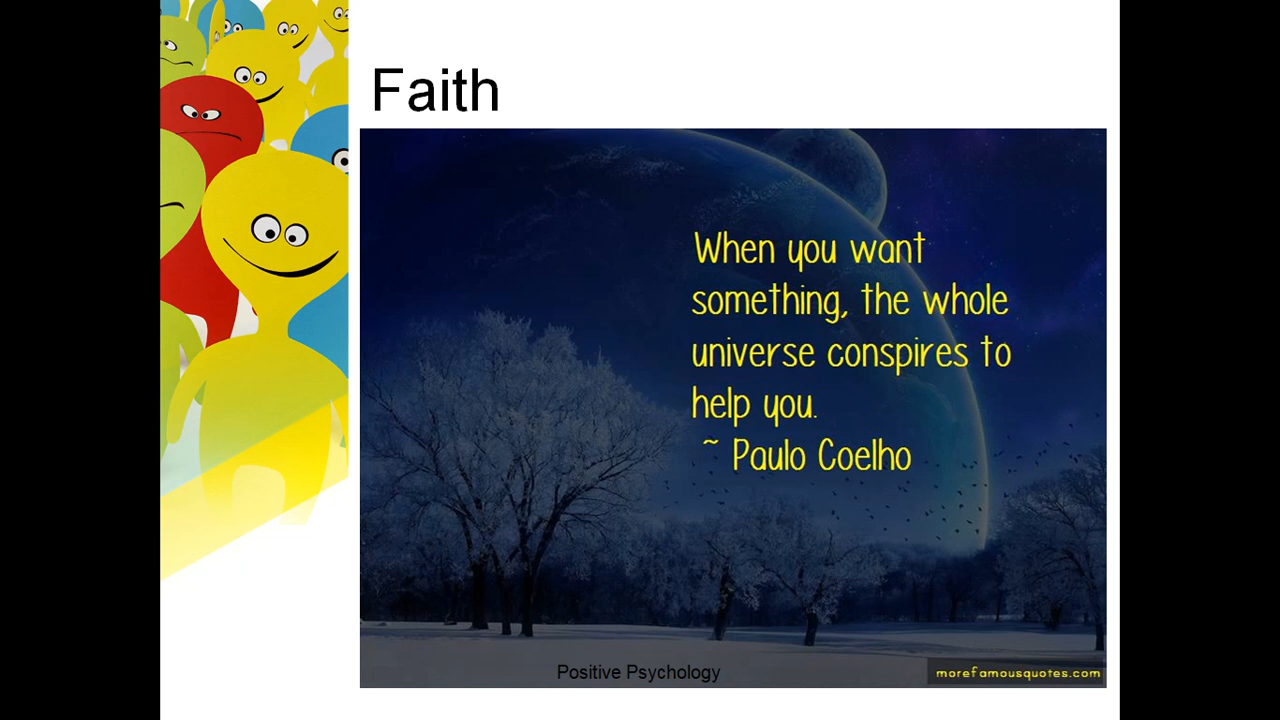 Faith
When you want
something, the whole
universe conspires to
help you.
~ Paulo Coelho
Positive Psychology
morefamousquotes.com